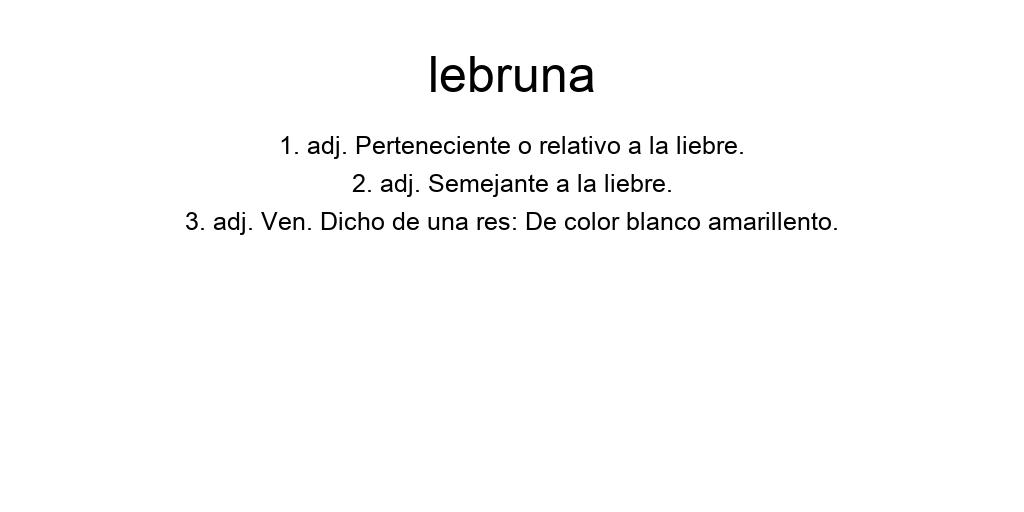 lebruna
1. adj. Perteneciente o relativo a la liebre.
2. adj. Semejante a la liebre.
3. adj. Ven. Dicho de una res: De color blanco amarillento.